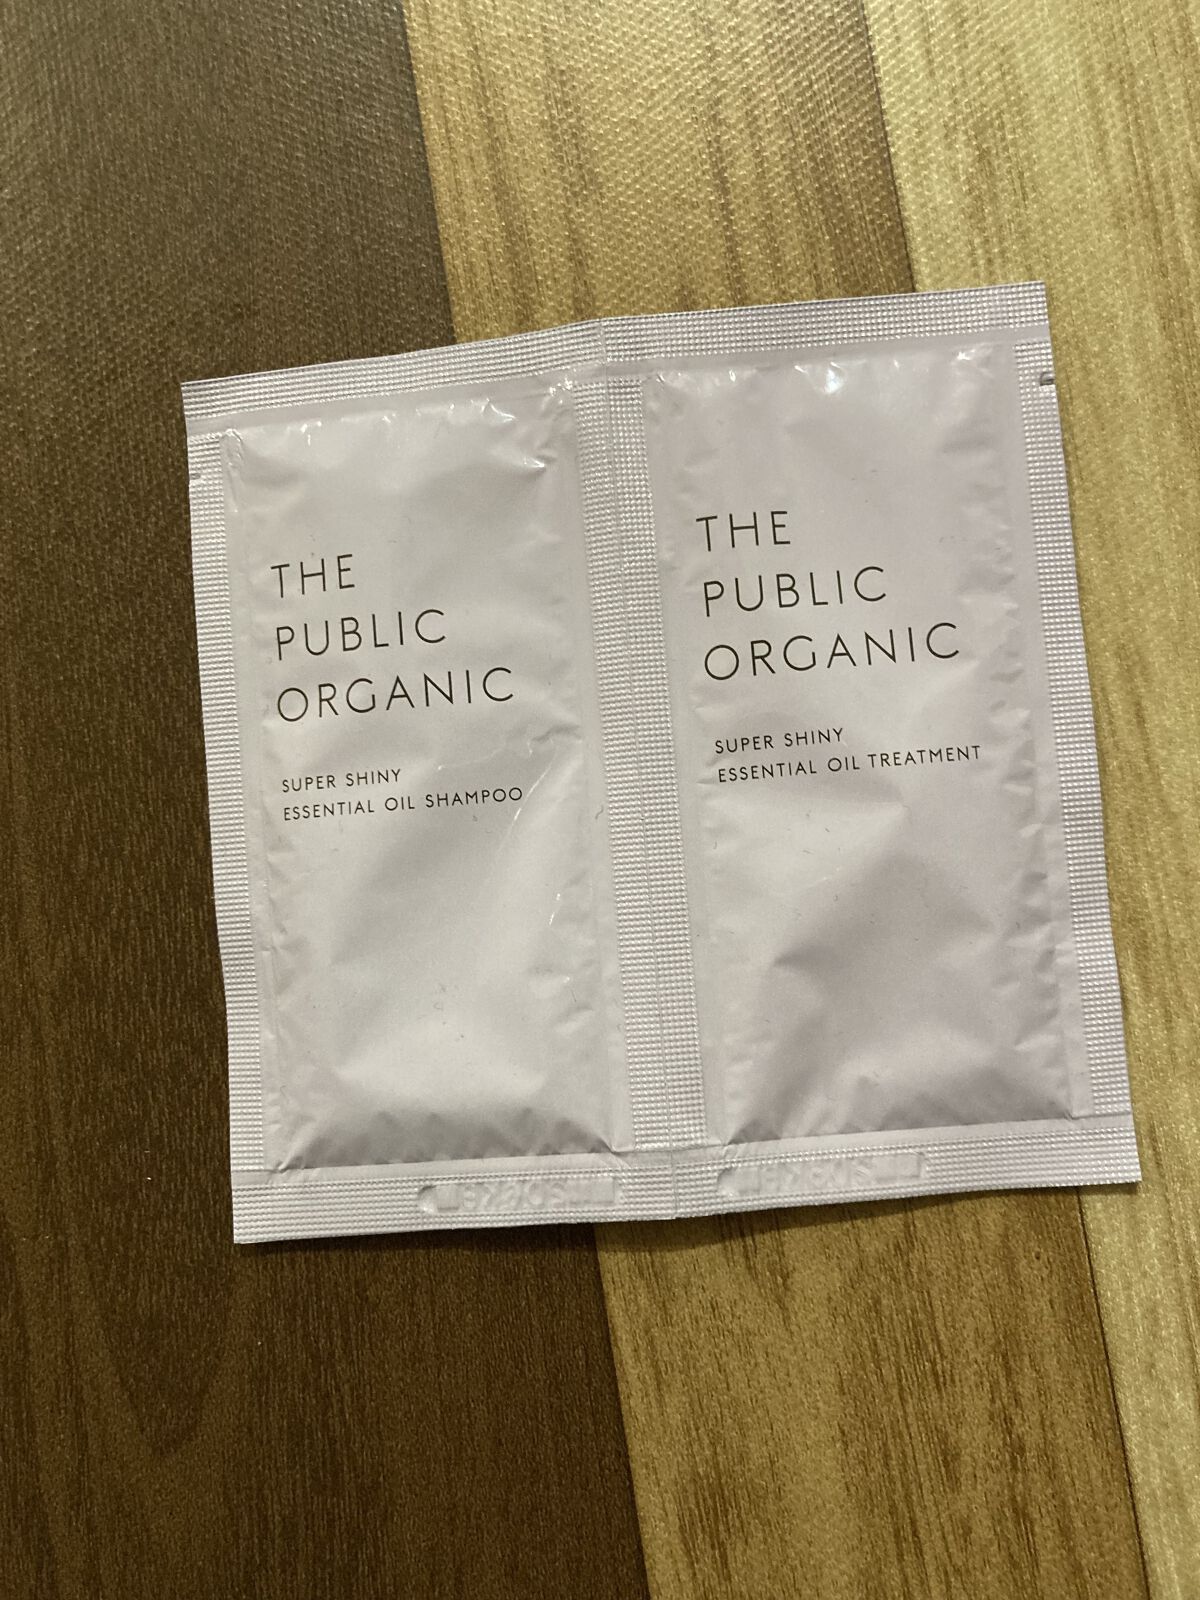 THE
PUBLIC
ORGANIC
SUPER SHINY
ESSENTIAL OIL SHAMPOO
THE
PUBLIC
ORGANIC
SUPER SHINY
ESSENTIAL OIL TREATMENT